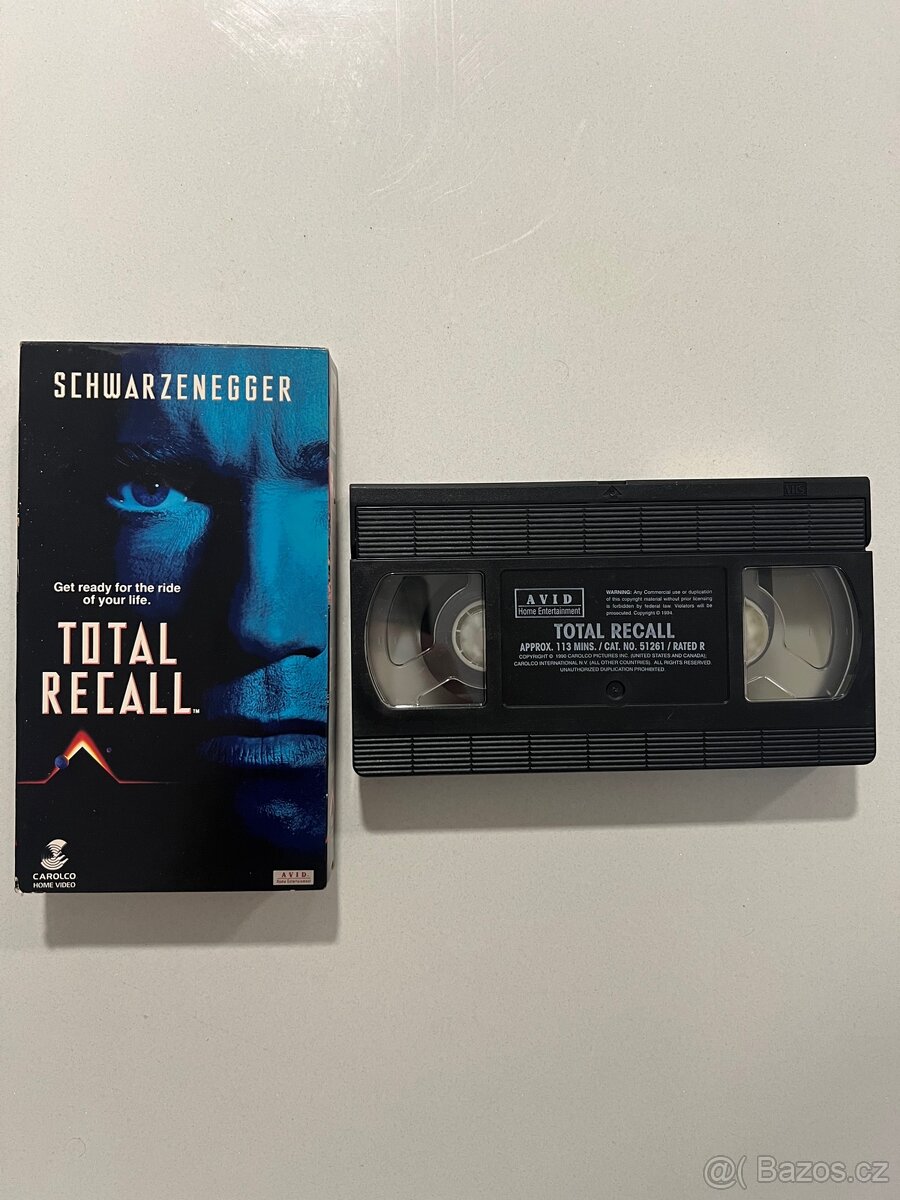 SCHWARZENEGGER
Get ready for the ride
of your life.
TOTAL
RECALL™
CAROLCO
HOME VIDEO
AVID
Home Entertainment
VHS
AVID
Home Entertainment
WARNING: Any Commercial use or duplication
of this copyright material without prior licensing
is forbidden by federal law. Violators will be
prosecuted. Copyright © 1994.
TOTAL RECALL
APPROX. 113 MINS. / CAT. NO. 51261 / RATED R
COPYRIGHT © 1990 CAROLCO PICTURES INC. (UNITED STATES AND CANADA);
CAROLCO INTERNATIONAL N.V. (ALL OTHER COUNTRIES). ALL RIGHTS RESERVED.
UNAUTHORIZED DUPLICATION PROHIBITED.
@( Bazos.cz